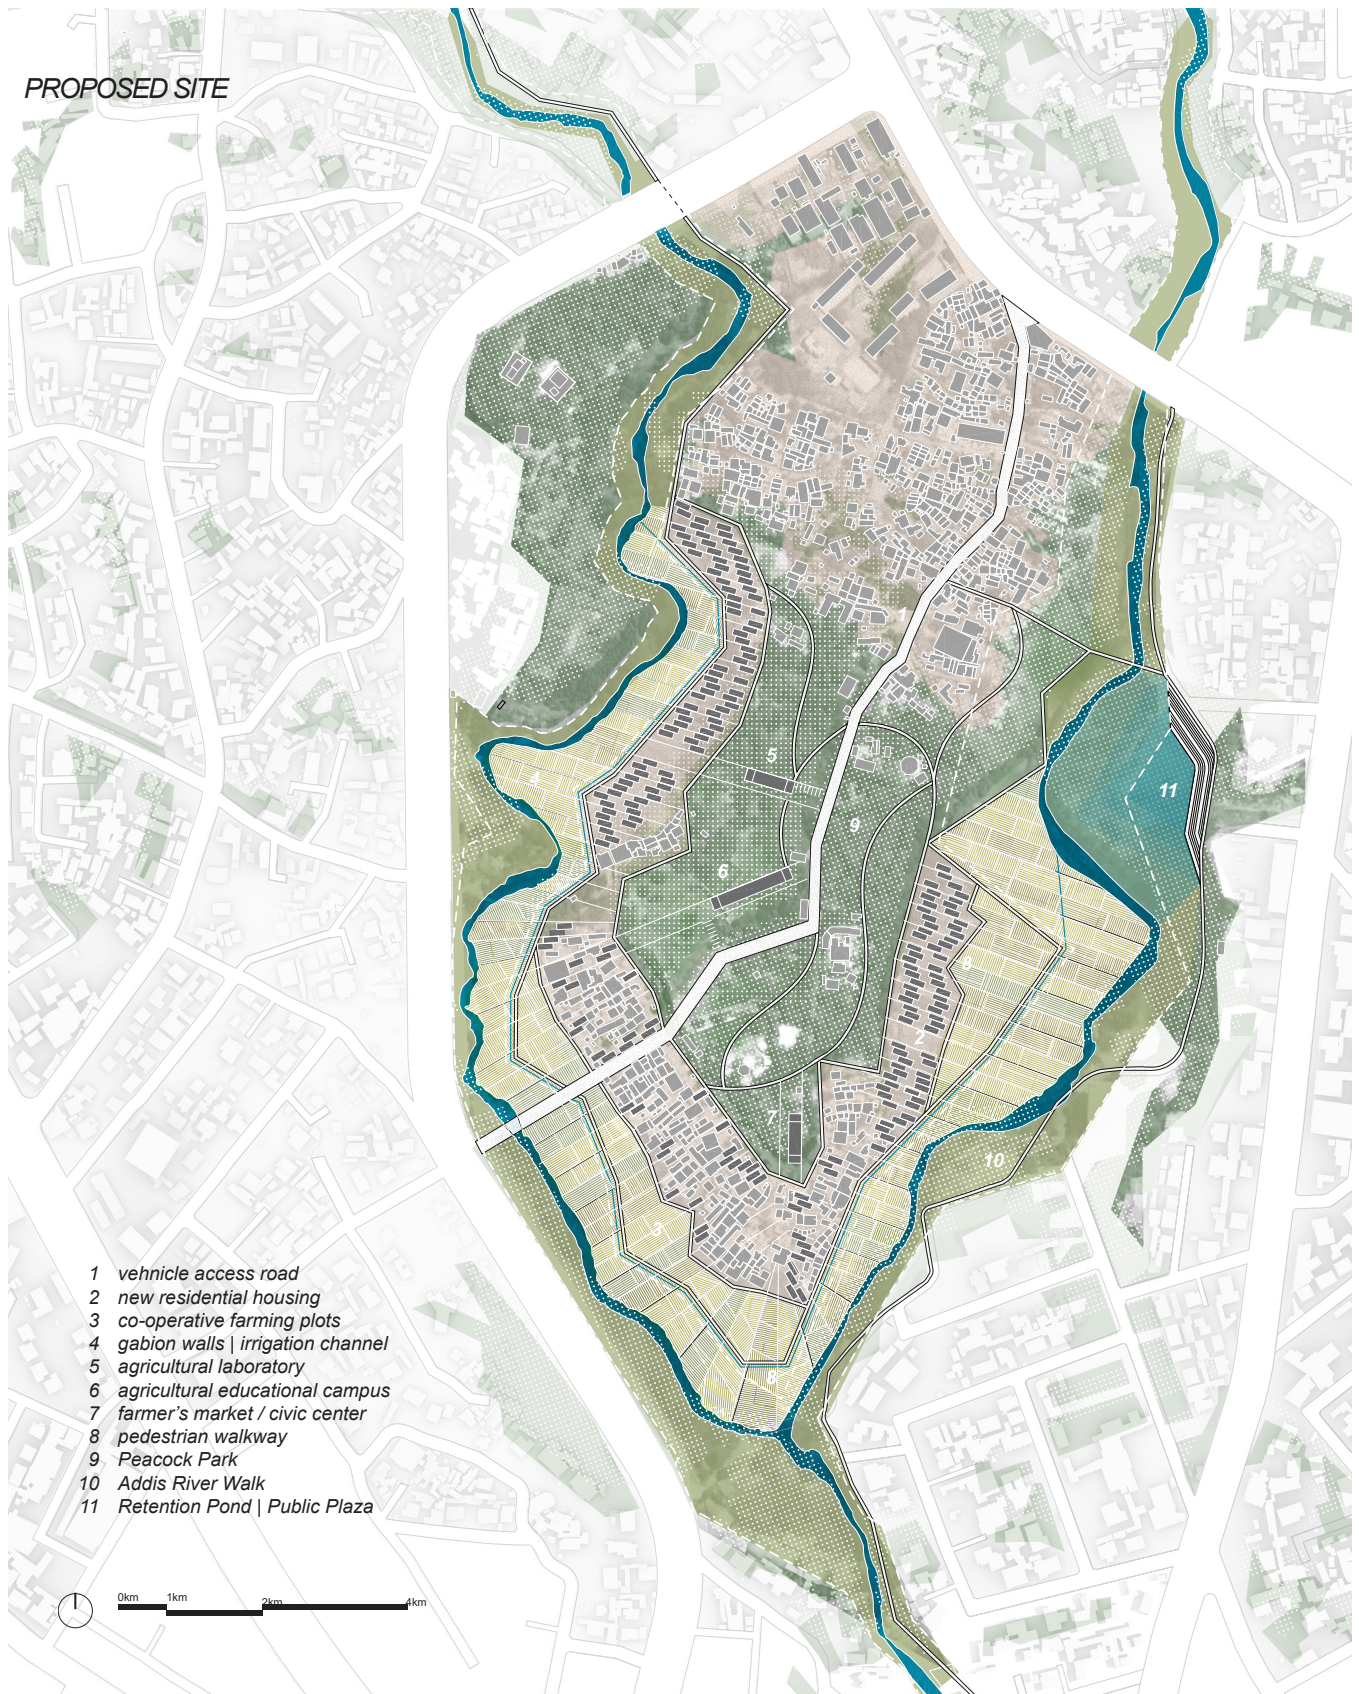 PROPOSED SITE
1
5
4
11
9
6
8
2
7
10
3
8
1 vehnicle access road
2 new residential housing
3 co-operative farming plots
4 gabion walls | irrigation channel
5 agricultural laboratory
6 agricultural educational campus
7 farmer's market / civic center
8 pedestrian walkway
9 Peacock Park
10 Addis River Walk
11 Retention Pond | Public Plaza
0km 1km 2km 4km